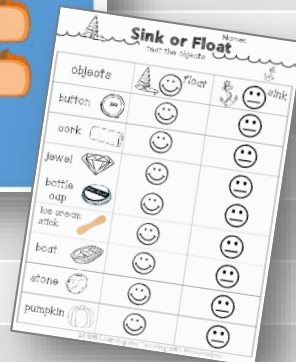 Sink or Float
Name:
Test the objects
objects
float
sink
button
cork
jewel
bottle
cap
ice cream
stick
boat
stone
pumpkin